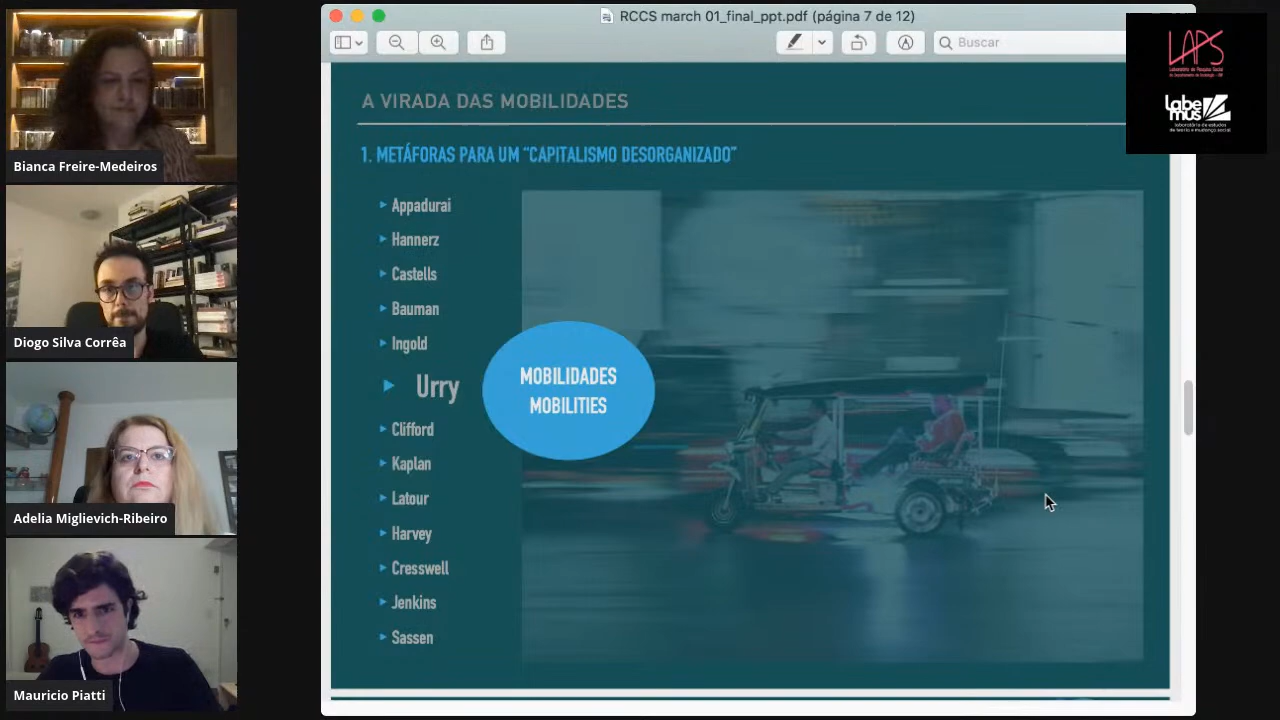 RCCS march 01_final_ppt.pdf (página 7 de 12)
Buscar
LAPS
labe
mus
A VIRADA DAS MOBILIDADES
1. METÁFORAS PARA UM “CAPITALISMO DESORGANIZADO”
Appadurai
Hannerz
Castells
Bauman
Ingold
Urry
Clifford
Kaplan
Latour
Harvey
Cresswell
Jenkins
Sassen
MOBILIDADES
MOBILITIES
Bianca Freire-Medeiros
Diogo Silva Corrêa
Adelia Miglievich-Ribeiro
Mauricio Piatti